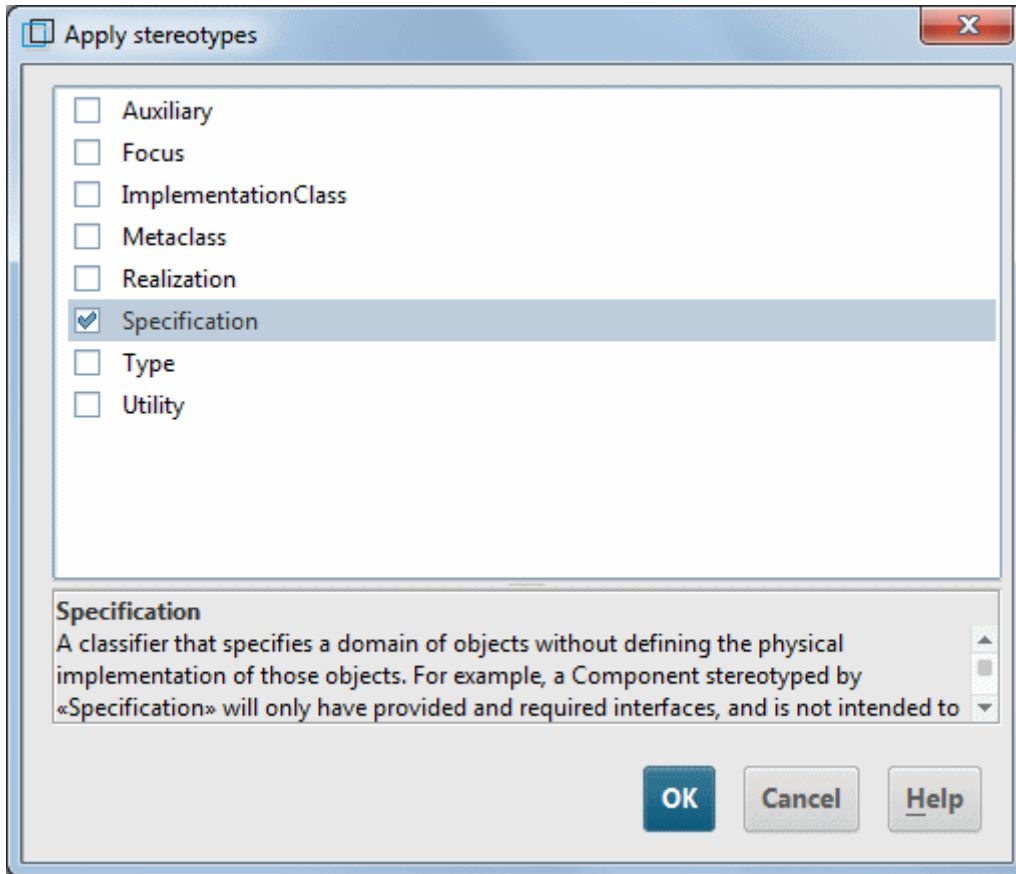 Apply stereotypes
Auxiliary
Focus
ImplementationClass
Metaclass
Realization
Specification
Type
Utility
Specification
A classifier that specifies a domain of objects without defining the physical
implementation of those objects. For example, a Component stereotyped by
«Specification» will only have provided and required interfaces, and is not intended to
OK Cancel Help